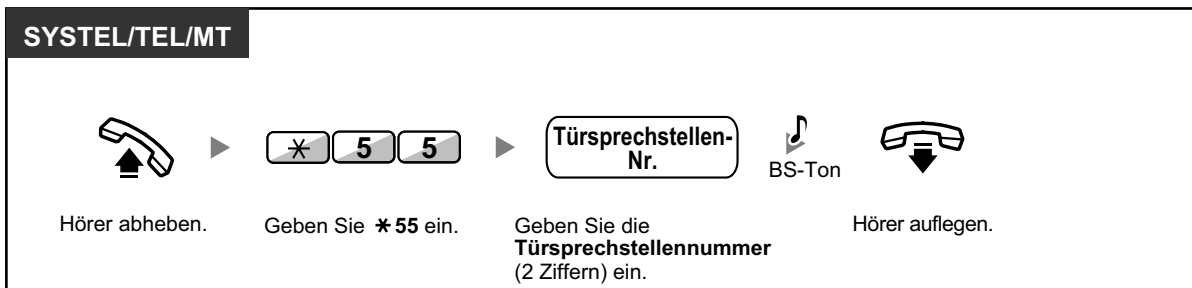 SYSTEL/TEL/MT
✳ 5 5
Türsprechstellen-
Nr.
BS-Ton
Hörer abheben.
Geben Sie ✳55 ein.
Geben Sie die
Türsprechstellennummer
(2 Ziffern) ein.
Hörer auflegen.